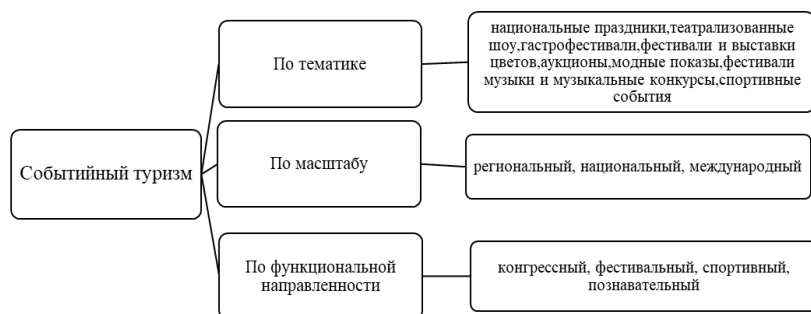 Событийный туризм
По тематике
национальные праздники,театрализованные
шоу,гастрофестивали,фестивали и выставки
цветов,аукционы,модные показы,фестивали
музыки и музыкальные конкурсы,спортивные
события
По масштабу
региональный, национальный, международный
По функциональной
направленности
конгрессный, фестивальный, спортивный,
познавательный